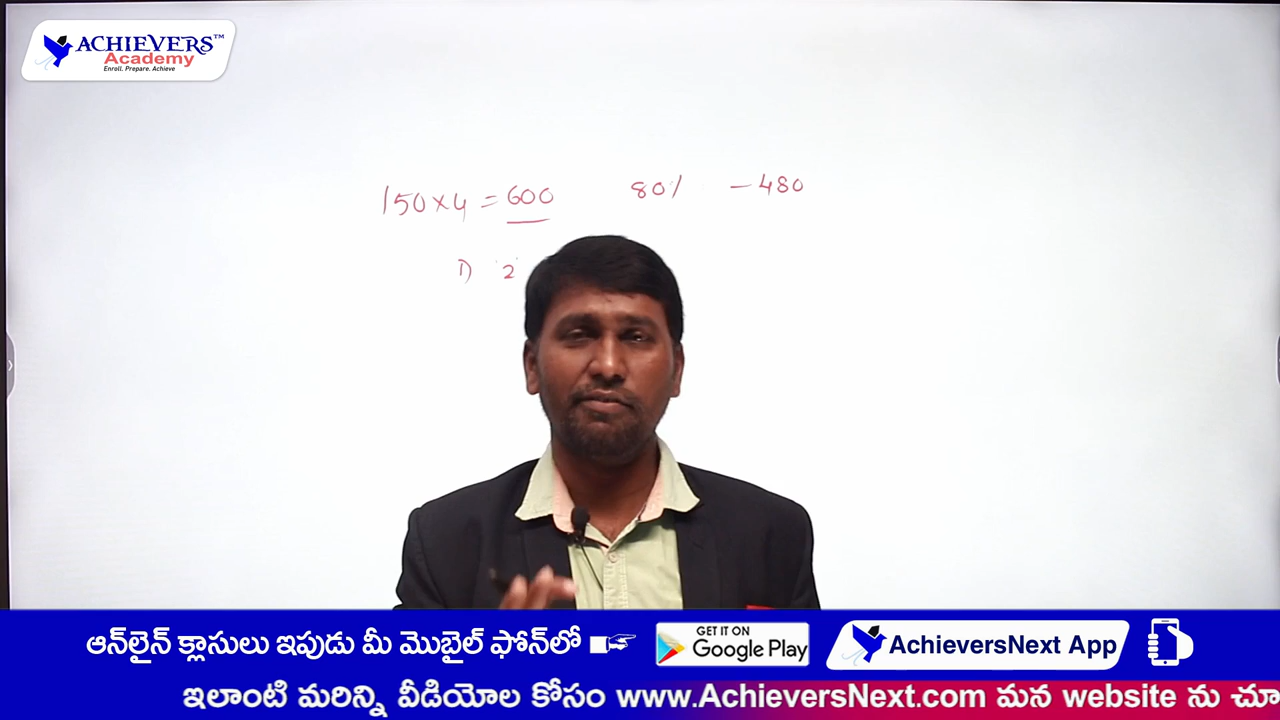 ACHIEVERS™
Academy
Enroll. Prepare. Achieve
150×4 = 600 80% – 480
1) 2
ఆన్‌లైన్ క్లాసులు ఇపుడు మీ మొబైల్ ఫోన్‌లో GET IT ON Google Play AchieversNext App
ఇలాంటి మరిన్ని వీడియోల కోసం www.AchieversNext.com మన website ను చూ